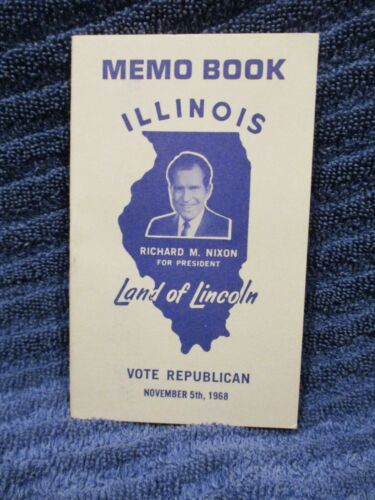 MEMO BOOK
ILLINOIS
RICHARD M. NIXON
FOR PRESIDENT
Land of Lincoln
VOTE REPUBLICAN
NOVEMBER 5th, 1968